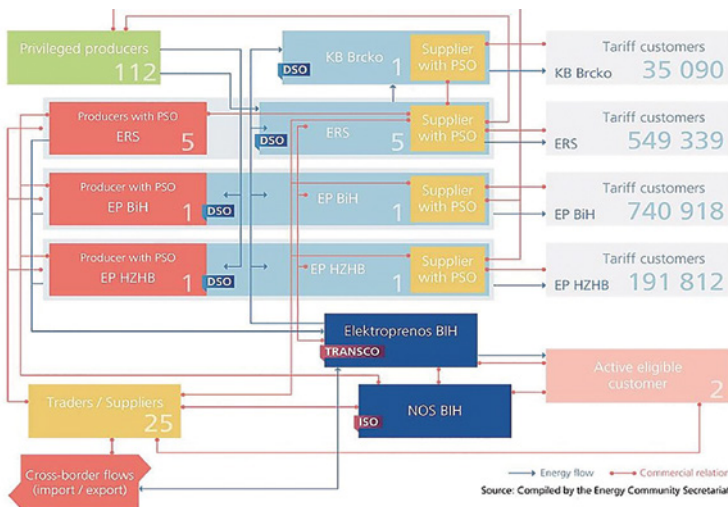 Privileged producers
112
KB Brcko
1
DSO
Supplier
with PSO
Tariff customers
KB Brcko
35 090
Producers with PSO
ERS
5
DSO
ERS
5
Supplier
with PSO
Tariff customers
ERS
549 339
Producer with PSO
EP BiH
1
DSO
EP BiH
1
Supplier
with PSO
Tariff customers
EP BiH
740 918
Producer with PSO
EP HZHB
1
DSO
EP HZHB
1
Supplier
with PSO
Tariff customers
EP HZHB
191 812
Elektroprenos BIH
TRANSCO
Active eligible
customer
2
Traders / Suppliers
25
NOS BIH
ISO
Cross-border flows
(import / export)
Energy flow
Commercial relation
Source: Compiled by the Energy Community Secretariat